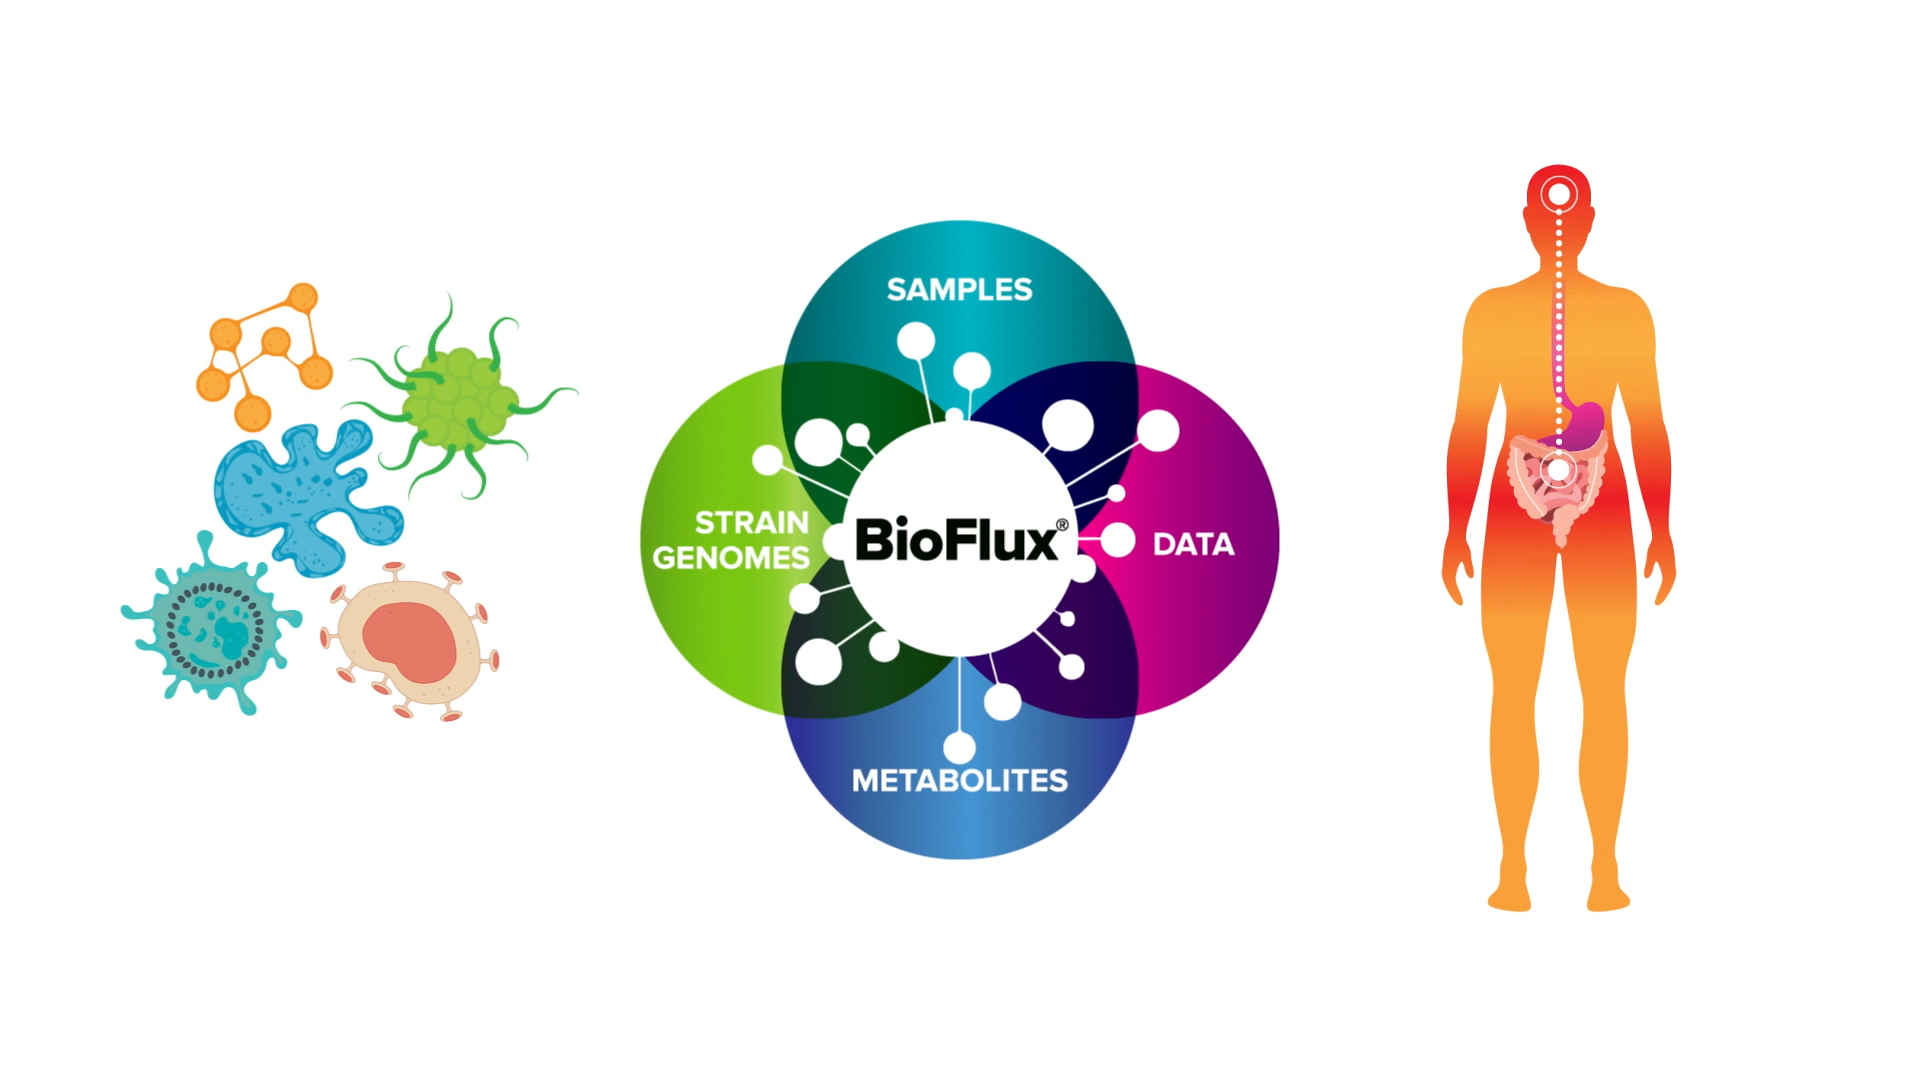 SAMPLES
STRAIN
GENOMES
BioFlux®
DATA
METABOLITES